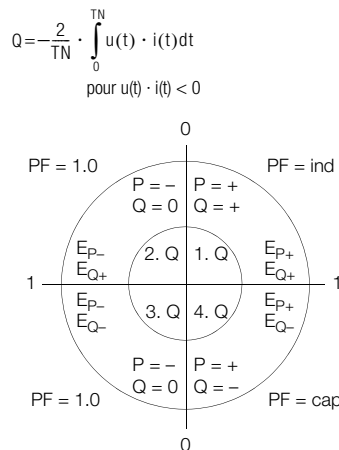 TN
Q = − 2/TN · ∫ u(t) · i(t)dt
0
pour u(t) · i(t) < 0
0
PF = 1.0 PF = ind
P = − P = +
Q = 0 Q = +
2. Q 1. Q
E_P− E_P+
E_Q+ E_Q+
1 1
E_P− E_P+
E_Q− E_Q−
3. Q 4. Q
P = − P = +
Q = 0 Q = −
PF = 1.0 PF = cap
0